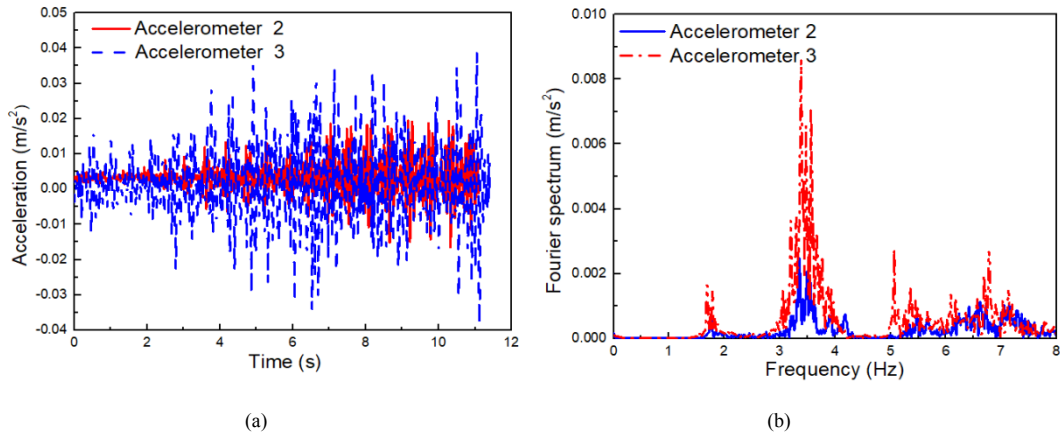 Accelerometer 2
Accelerometer 3
Acceleration (m/s²)
0.05
0.04
0.03
0.02
0.01
0.00
-0.01
-0.02
-0.03
-0.04
0 2 4 6 8 10 12
Time (s)
(a)
Accelerometer 2
Accelerometer 3
Fourier spectrum (m/s²)
0.010
0.008
0.006
0.004
0.002
0.000
0 1 2 3 4 5 6 7 8
Frequency (Hz)
(b)